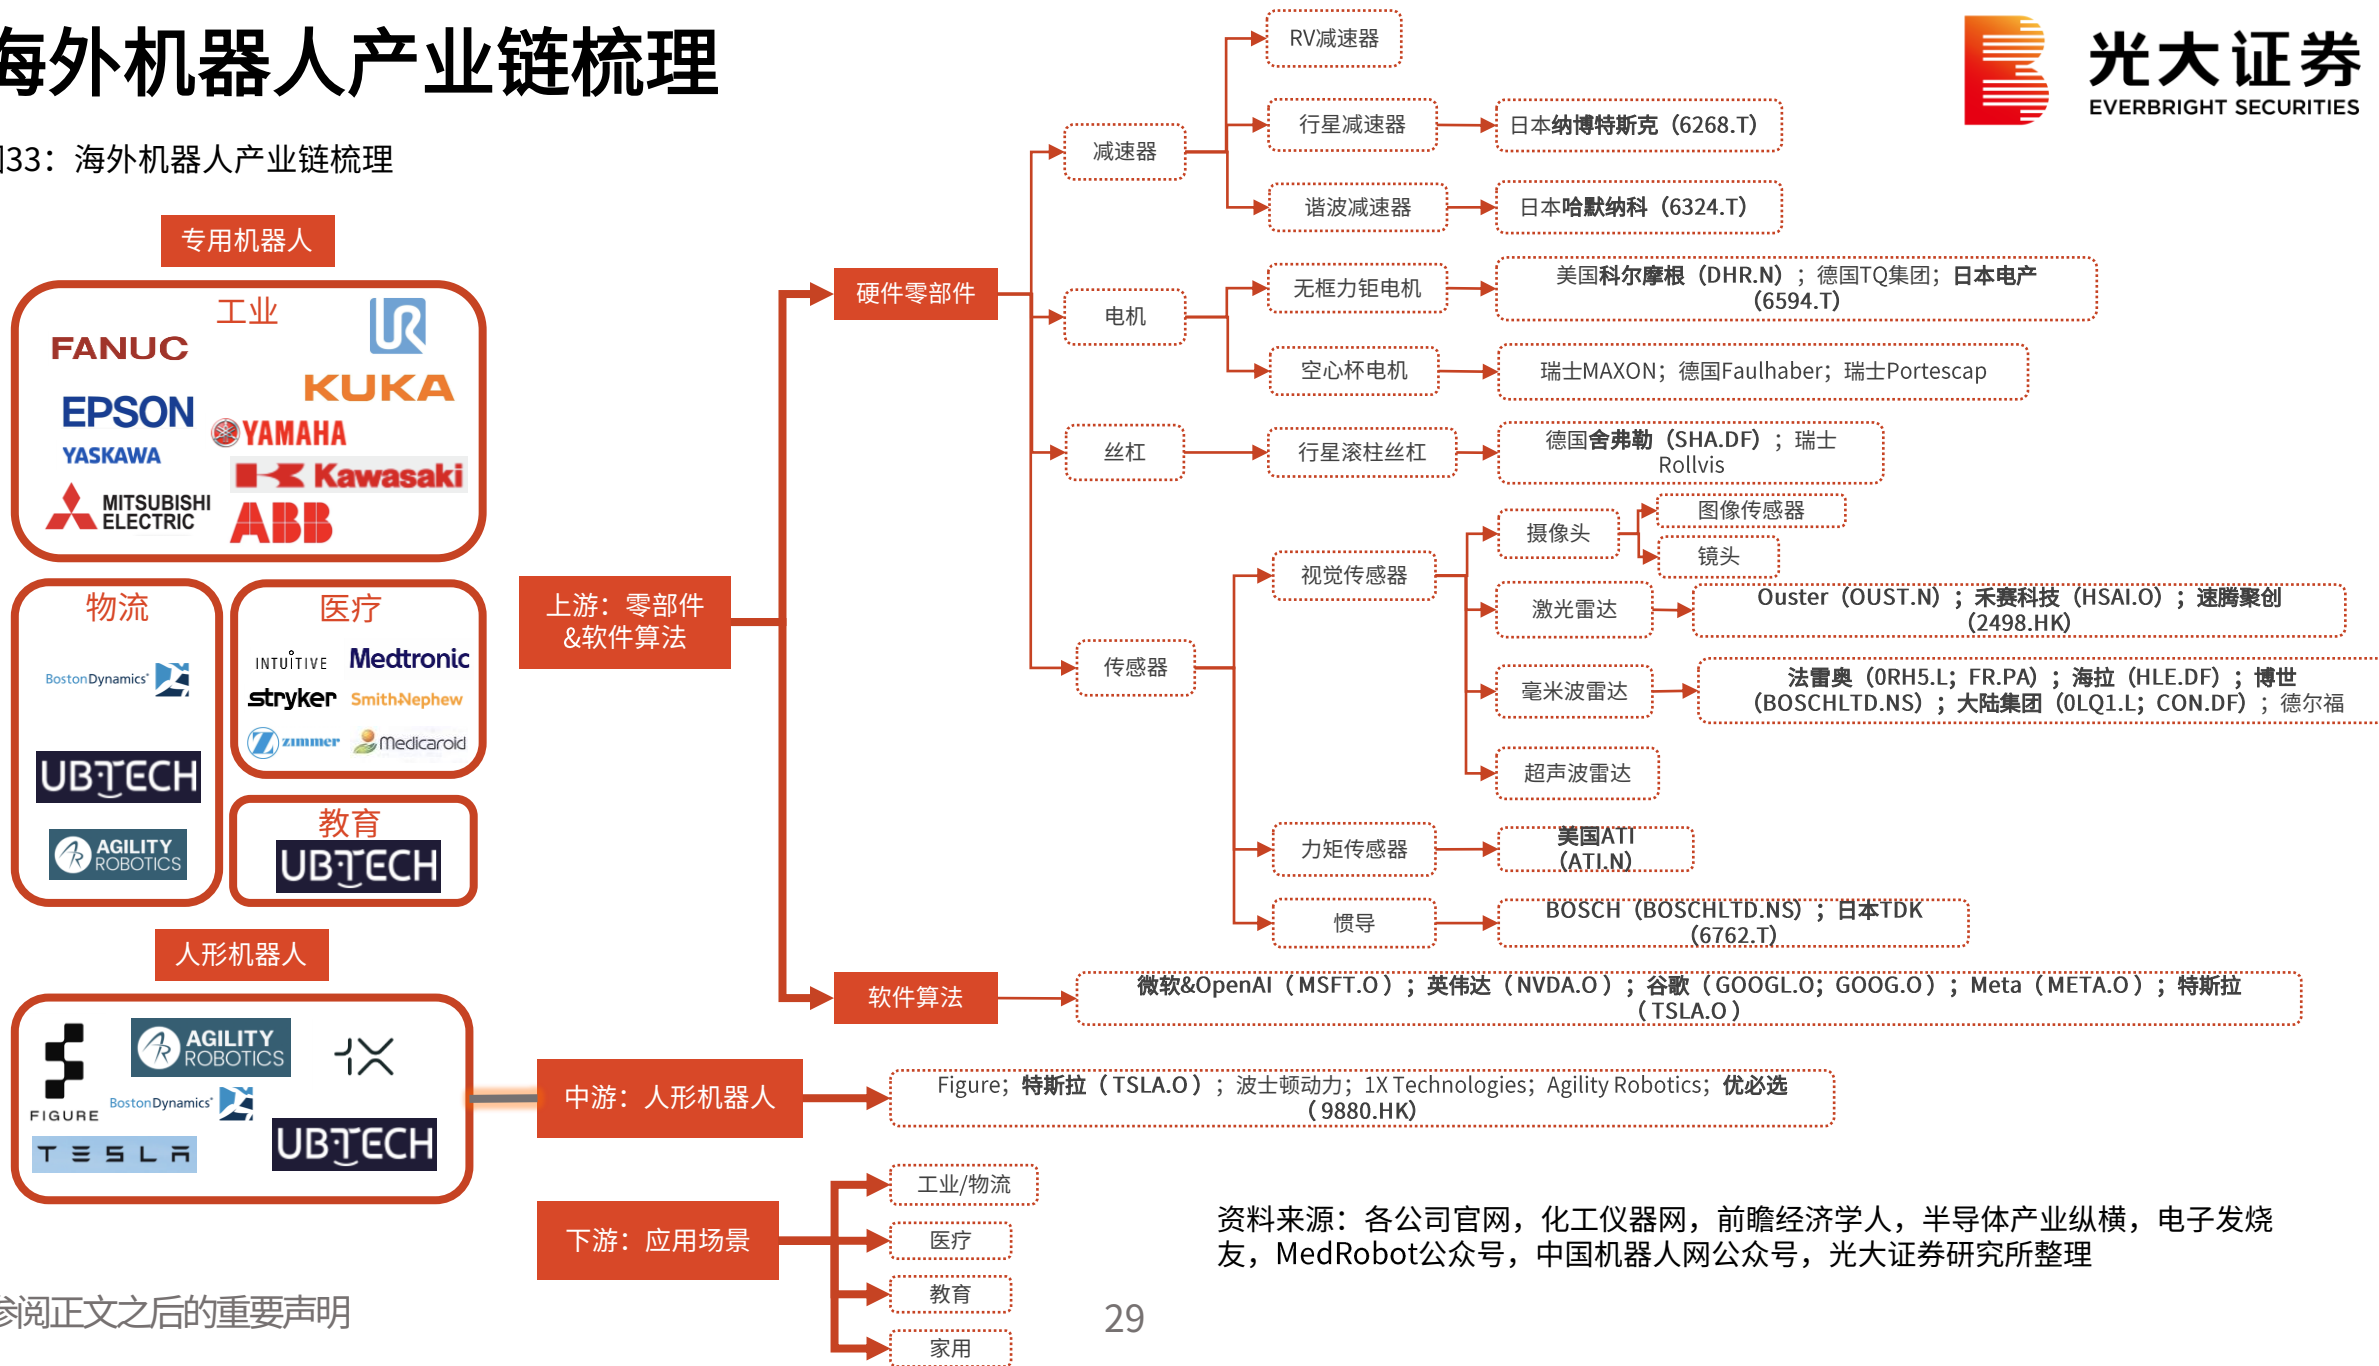 海外机器人产业链梳理
光大证券
EVERBRIGHT SECURITIES
图33：海外机器人产业链梳理
专用机器人
工业
FANUC
UR
KUKA
EPSON
YAMAHA
YASKAWA
Kawasaki
MITSUBISHI
ELECTRIC
ABB
物流
BostonDynamics
UBTECH
AGILITY
ROBOTICS
医疗
INTUITIVE
Medtronic
stryker
Smith+Nephew
ZIMMER
Medicaroid
教育
UBTECH
人形机器人
FIGURE
AGILITY
ROBOTICS
1X
BostonDynamics
TESLA
UBTECH
上游：零部件
&软件算法
硬件零部件
减速器
RV减速器
行星减速器
日本纳博特斯克（6268.T）
谐波减速器
日本哈默纳科（6324.T）
电机
无框力钜电机
美国科尔摩根（DHR.N）；德国TQ集团；日本电产
（6594.T）
空心杯电机
瑞士MAXON；德国Faulhaber；瑞士Portescap
丝杠
行星滚柱丝杠
德国舍弗勒（SHA.DF）；瑞士
Rollvis
传感器
视觉传感器
摄像头
图像传感器
镜头
激光雷达
Ouster（OUST.N）；禾赛科技（HSAI.O）；速腾聚创
（2498.HK）
毫米波雷达
法雷奥（0RH5.L；FR.PA）；海拉（HLE.DF）；博世
（BOSCHLTD.NS）；大陆集团（0LQ1.L；CON.DF）；德尔福
超声波雷达
力矩传感器
美国ATI
（ATI.N）
惯导
BOSCH（BOSCHLTD.NS）；日本TDK
（6762.T）
软件算法
微软&OpenAI（MSFT.O）；英伟达（NVDA.O）；谷歌（GOOGL.O；GOOG.O）；Meta（META.O）；特斯拉
（TSLA.O）
中游：人形机器人
Figure；特斯拉（TSLA.O）；波士顿动力；1X Technologies；Agility Robotics；优必选
（9880.HK）
下游：应用场景
工业/物流
医疗
教育
家用
资料来源：各公司官网，化工仪器网，前瞻经济学人，半导体产业纵横，电子发烧
友，MedRobot公众号，中国机器人网公众号，光大证券研究所整理
参阅正文之后的重要声明
29